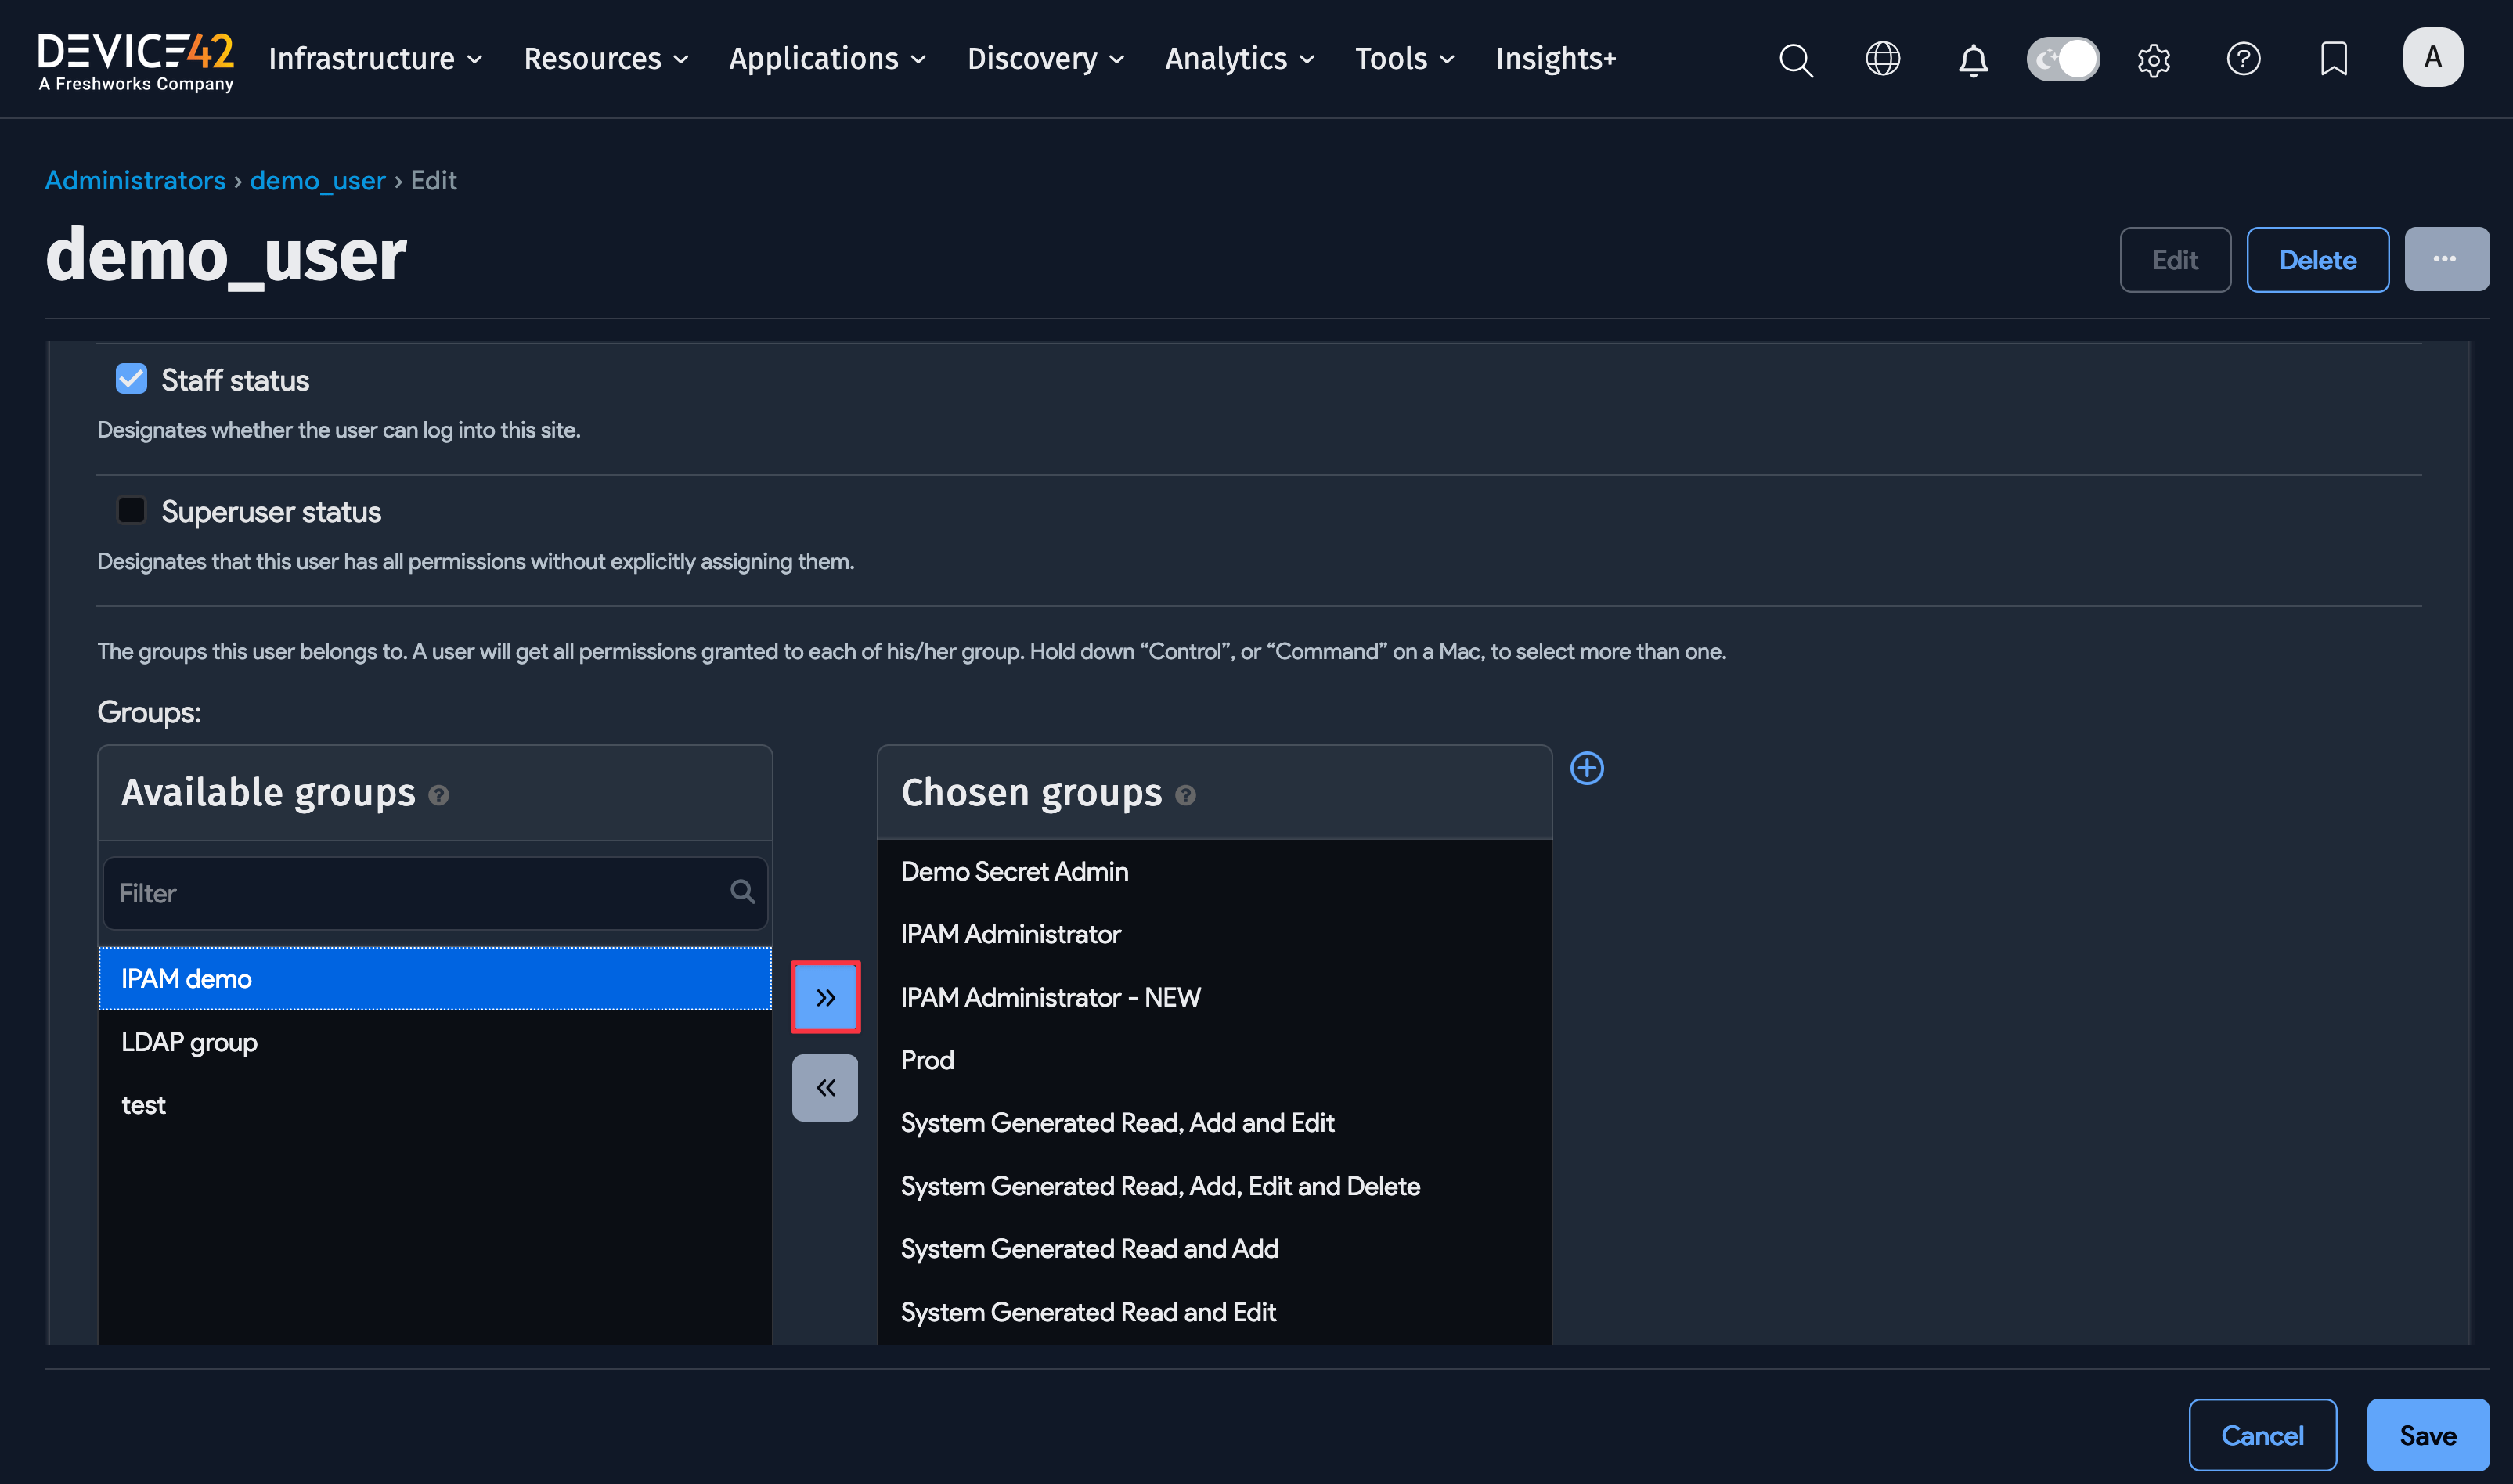 DEVICE42
A Freshworks Company
Infrastructure
Resources
Applications
Discovery
Analytics
Tools
Insights+
A
Administrators › demo_user › Edit
demo_user
Edit
Delete
Staff status
Designates whether the user can log into this site.
Superuser status
Designates that this user has all permissions without explicitly assigning them.
The groups this user belongs to. A user will get all permissions granted to each of his/her group. Hold down “Control”, or “Command” on a Mac, to select more than one.
Groups:
Available groups
Filter
IPAM demo
LDAP group
test
Chosen groups
Demo Secret Admin
IPAM Administrator
IPAM Administrator - NEW
Prod
System Generated Read, Add and Edit
System Generated Read, Add, Edit and Delete
System Generated Read and Add
System Generated Read and Edit
Cancel
Save